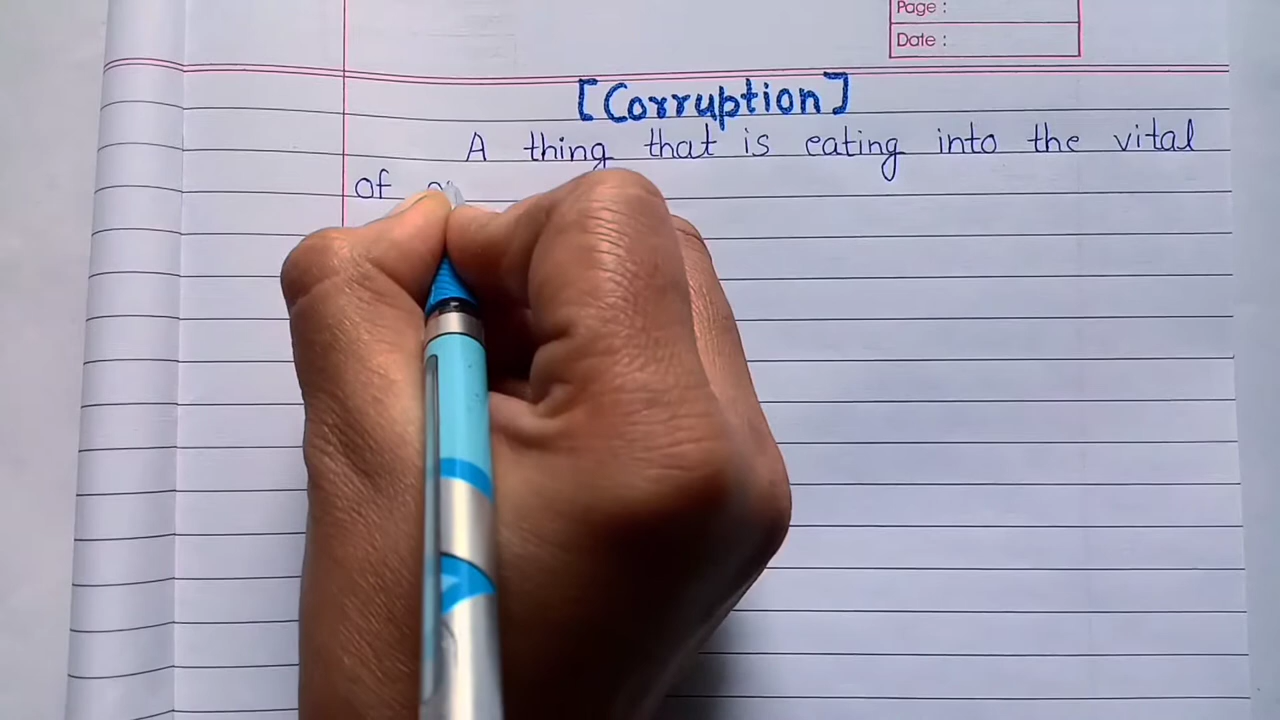 Page :
Date :
[Corruption]
A thing that is eating into the vital
of